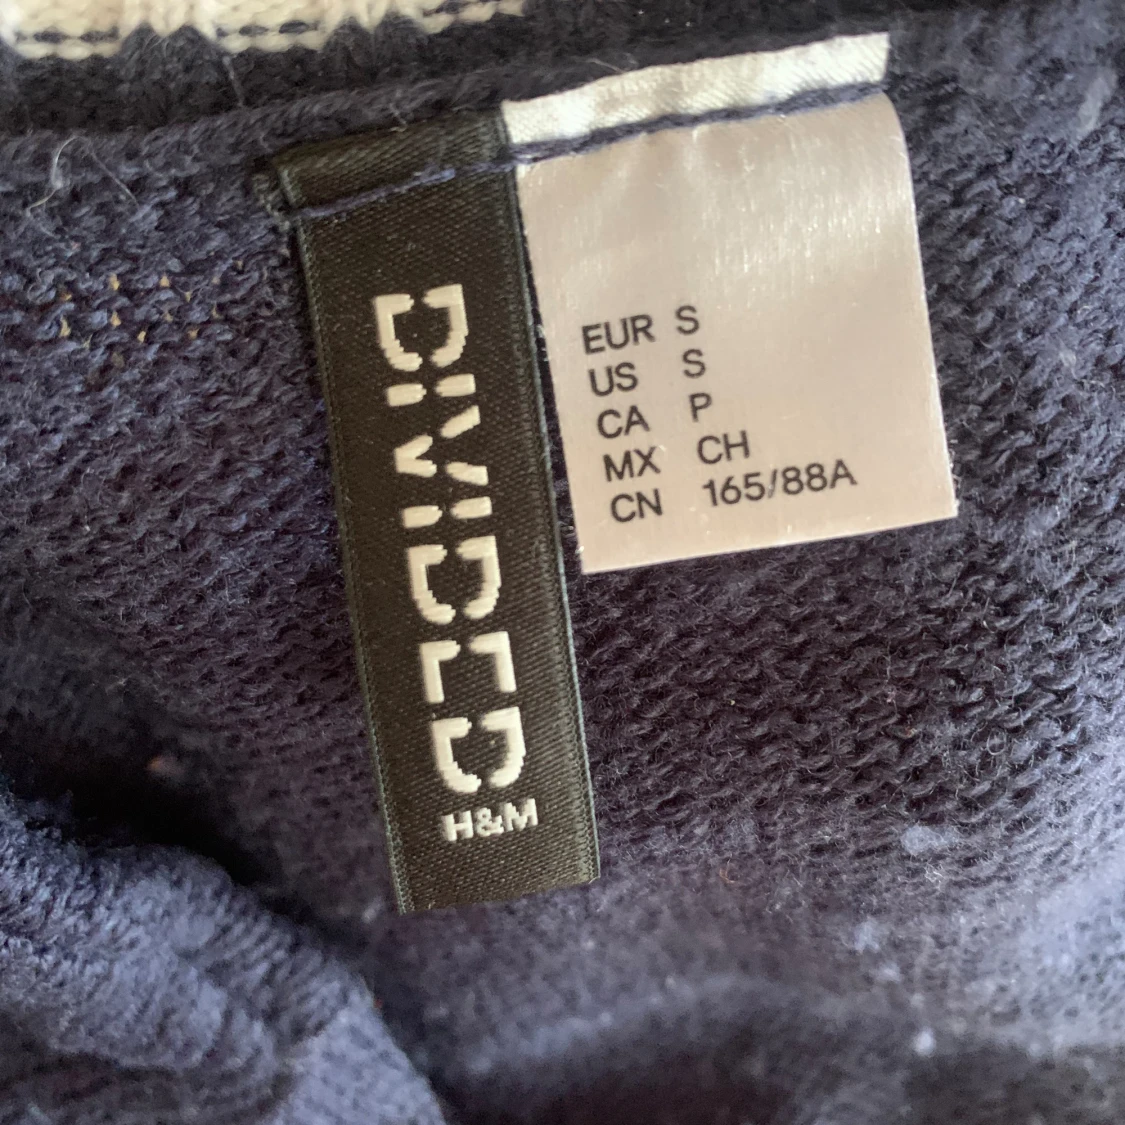 DIVIDED
H&M
EUR S
US S
CA P
MX CH
CN 165/88A